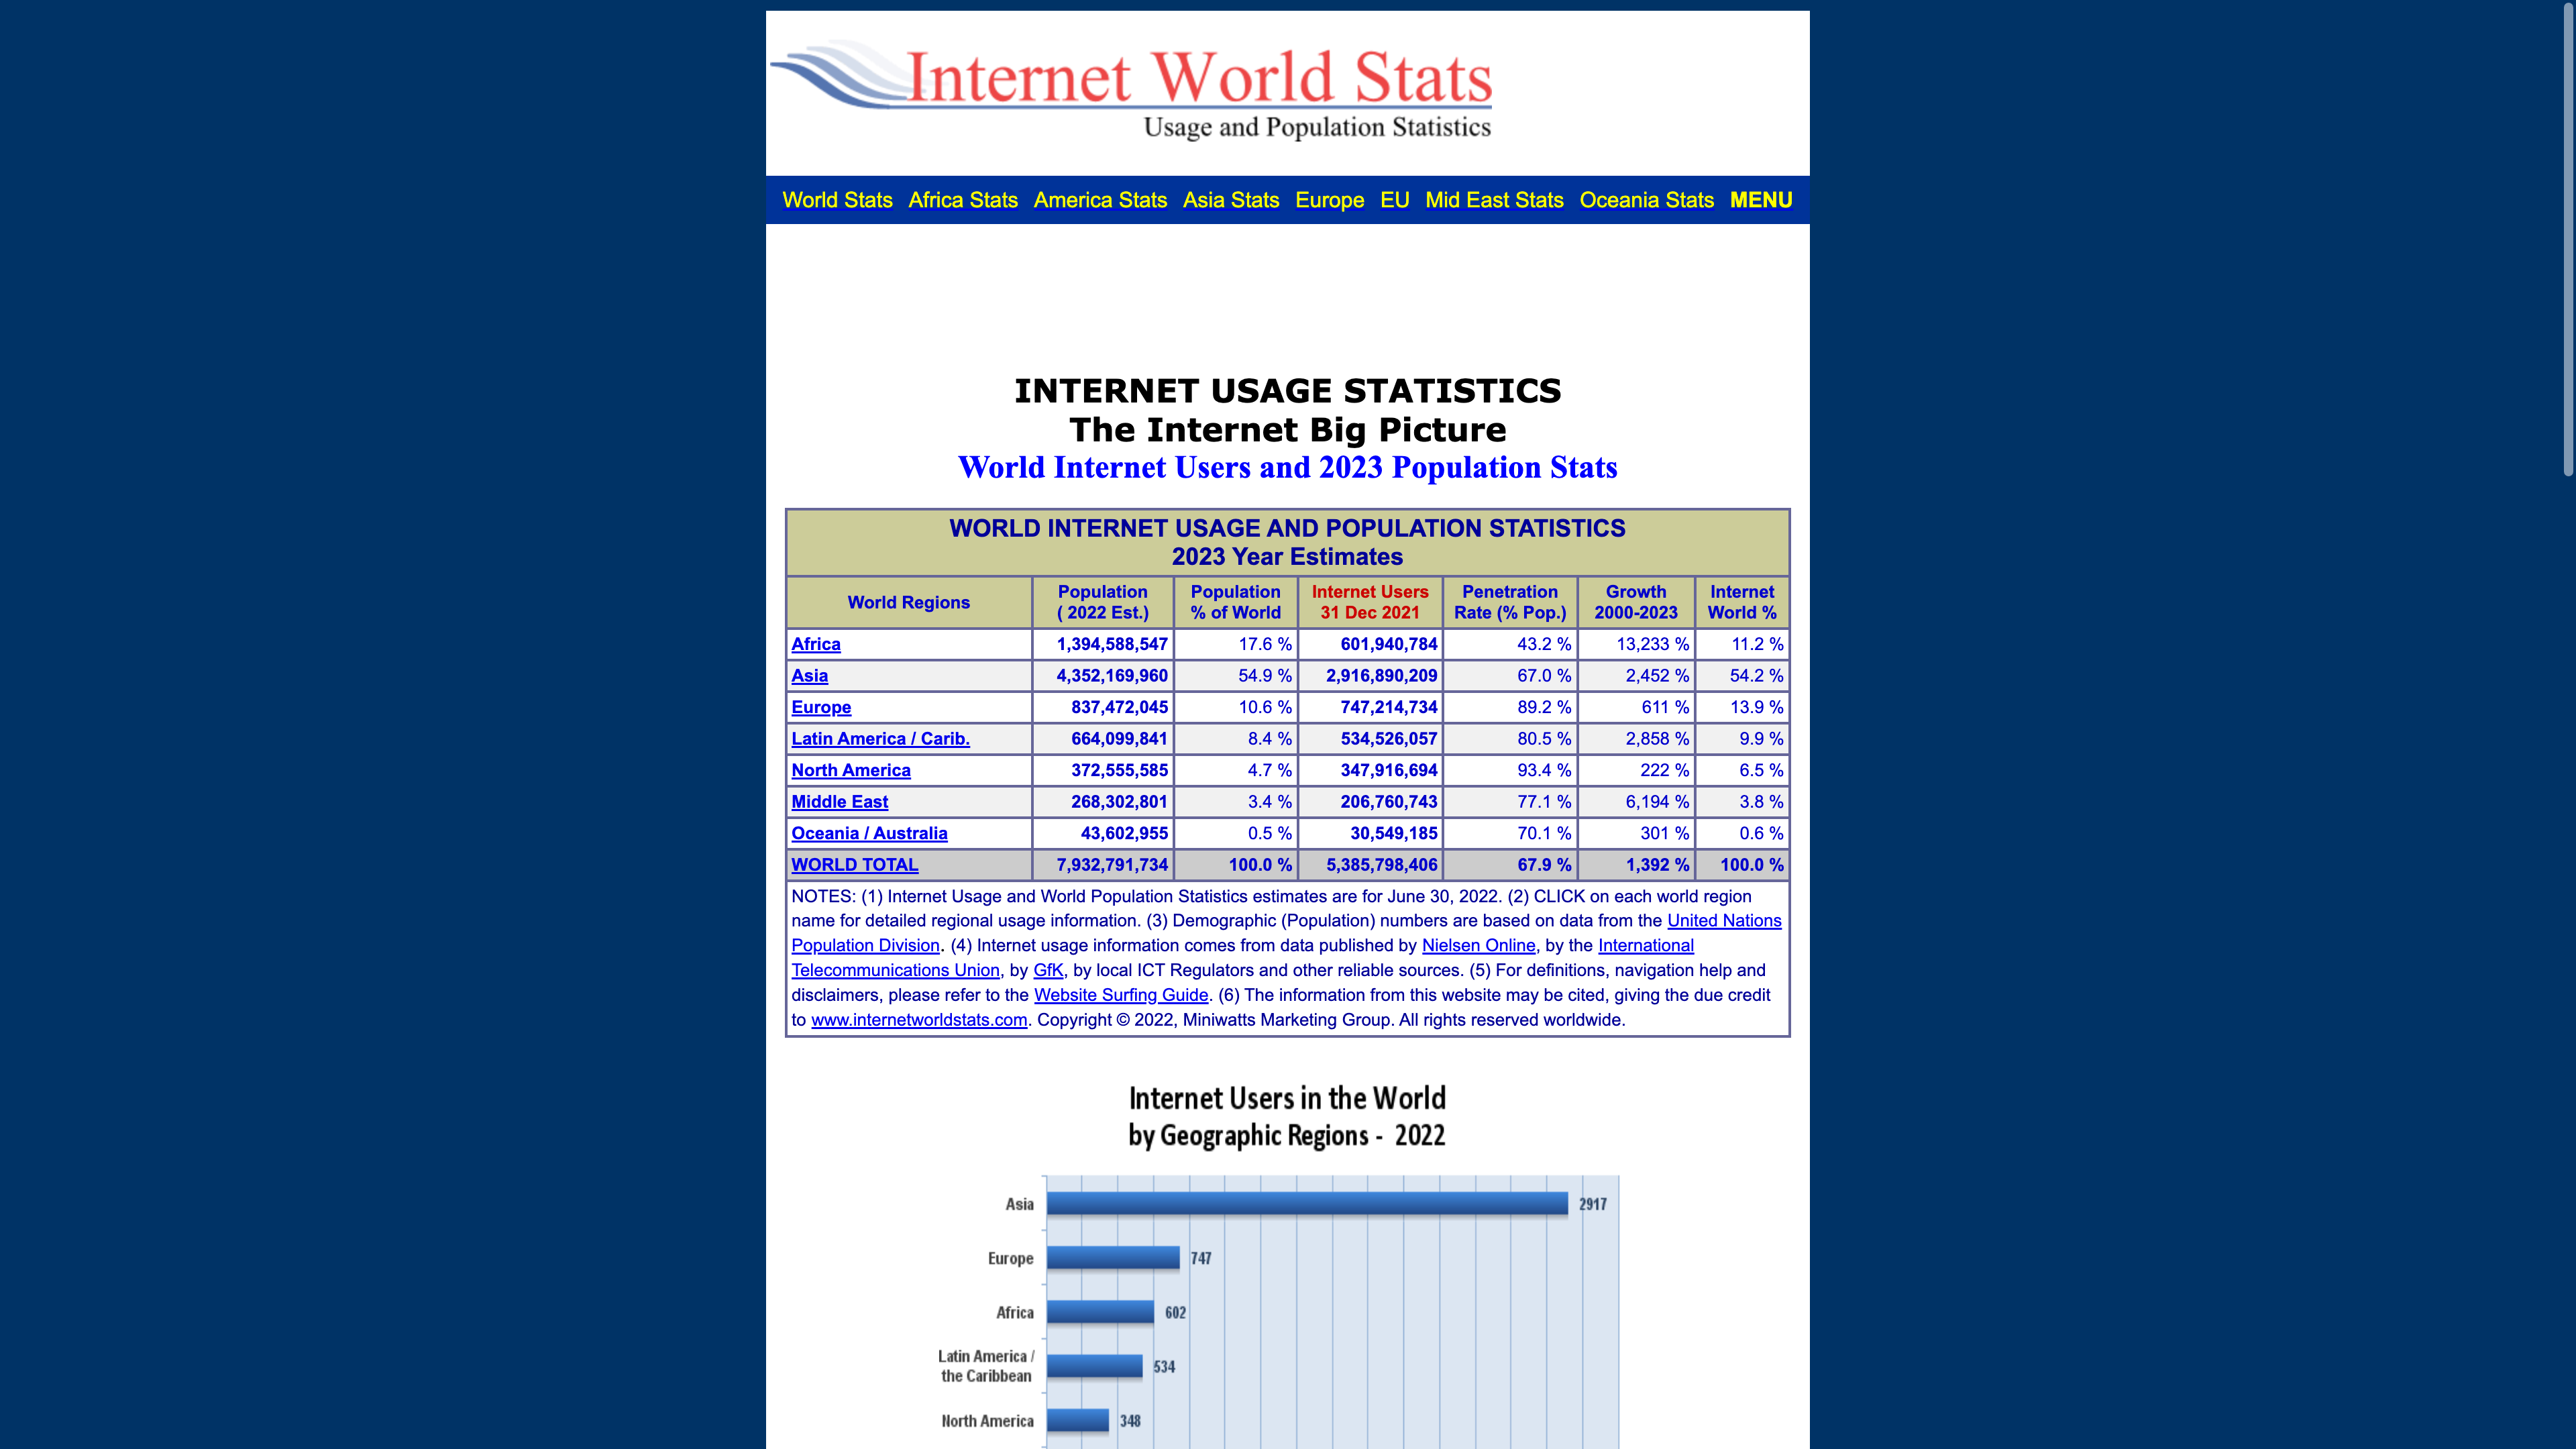 Internet World Stats
Usage and Population Statistics
World Stats Africa Stats America Stats Asia Stats Europe EU Mid East Stats Oceania Stats MENU
INTERNET USAGE STATISTICS
The Internet Big Picture
World Internet Users and 2023 Population Stats
WORLD INTERNET USAGE AND POPULATION STATISTICS
2023 Year Estimates
World Regions Population ( 2022 Est.) Population % of World Internet Users 31 Dec 2021 Penetration Rate (% Pop.) Growth 2000-2023 Internet World %
Africa 1,394,588,547 17.6 % 601,940,784 43.2 % 13,233 % 11.2 %
Asia 4,352,169,960 54.9 % 2,916,890,209 67.0 % 2,452 % 54.2 %
Europe 837,472,045 10.6 % 747,214,734 89.2 % 611 % 13.9 %
Latin America / Carib. 664,099,841 8.4 % 534,526,057 80.5 % 2,858 % 9.9 %
North America 372,555,585 4.7 % 347,916,694 93.4 % 222 % 6.5 %
Middle East 268,302,801 3.4 % 206,760,743 77.1 % 6,194 % 3.8 %
Oceania / Australia 43,602,955 0.5 % 30,549,185 70.1 % 301 % 0.6 %
WORLD TOTAL 7,932,791,734 100.0 % 5,385,798,406 67.9 % 1,392 % 100.0 %
NOTES: (1) Internet Usage and World Population Statistics estimates are for June 30, 2022. (2) CLICK on each world region
name for detailed regional usage information. (3) Demographic (Population) numbers are based on data from the United Nations
Population Division. (4) Internet usage information comes from data published by Nielsen Online, by the International
Telecommunications Union, by GfK, by local ICT Regulators and other reliable sources. (5) For definitions, navigation help and
disclaimers, please refer to the Website Surfing Guide. (6) The information from this website may be cited, giving the due credit
to www.internetworldstats.com. Copyright © 2022, Miniwatts Marketing Group. All rights reserved worldwide.
Internet Users in the World
by Geographic Regions - 2022
Asia 2917
Europe 747
Africa 602
Latin America /
the Caribbean 534
North America 348